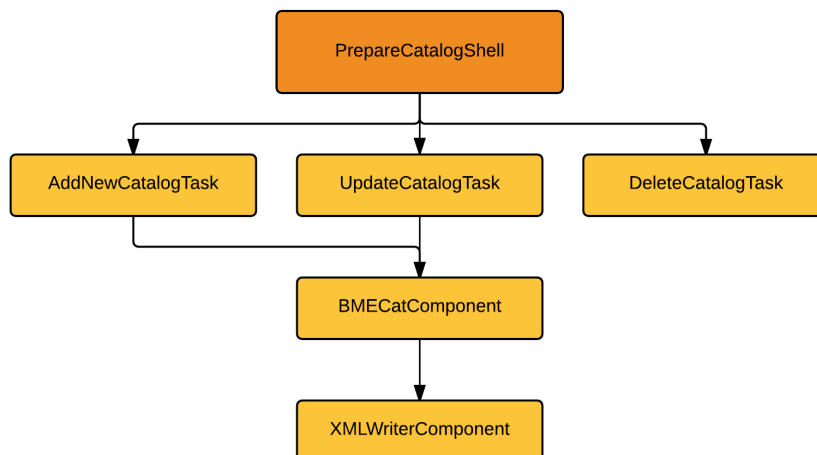 PrepareCatalogShell
AddNewCatalogTask
UpdateCatalogTask
DeleteCatalogTask
BMECatComponent
XMLWriterComponent